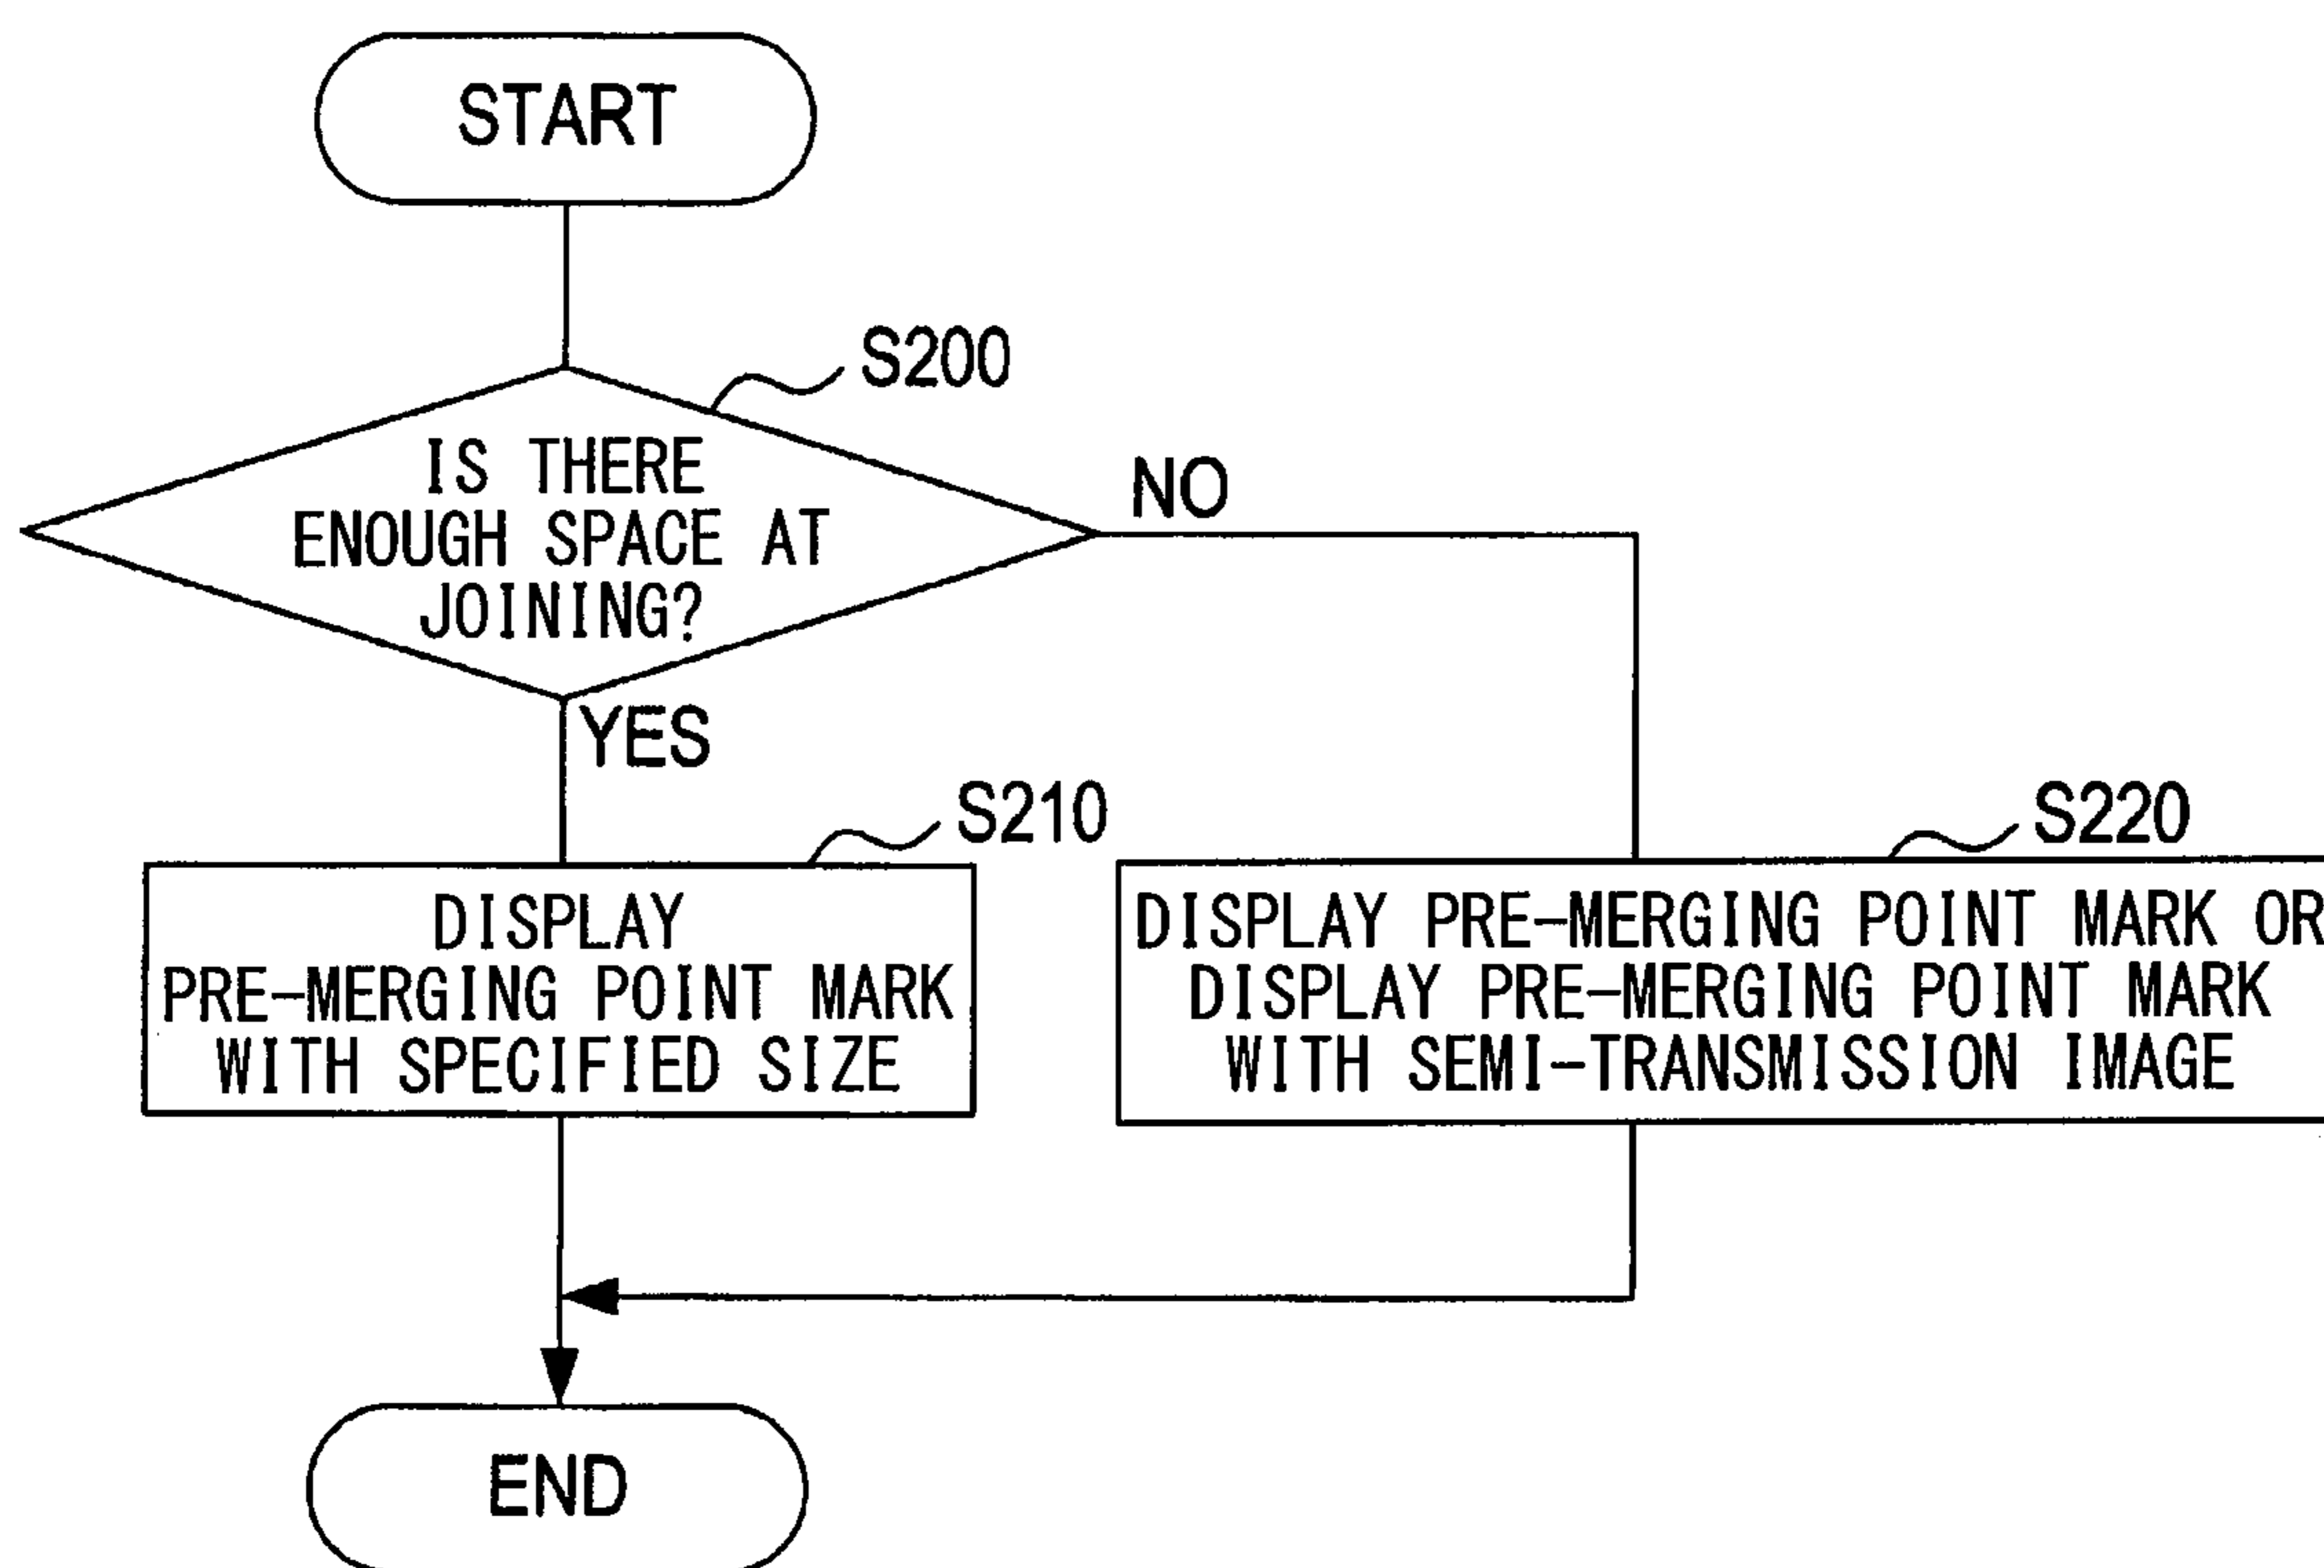 START
S200
IS THERE
ENOUGH SPACE AT
JOINING?
NO
YES
S210
DISPLAY
PRE-MERGING POINT MARK
WITH SPECIFIED SIZE
S220
DISPLAY PRE-MERGING POINT MARK OR
DISPLAY PRE-MERGING POINT MARK
WITH SEMI-TRANSMISSION IMAGE
END